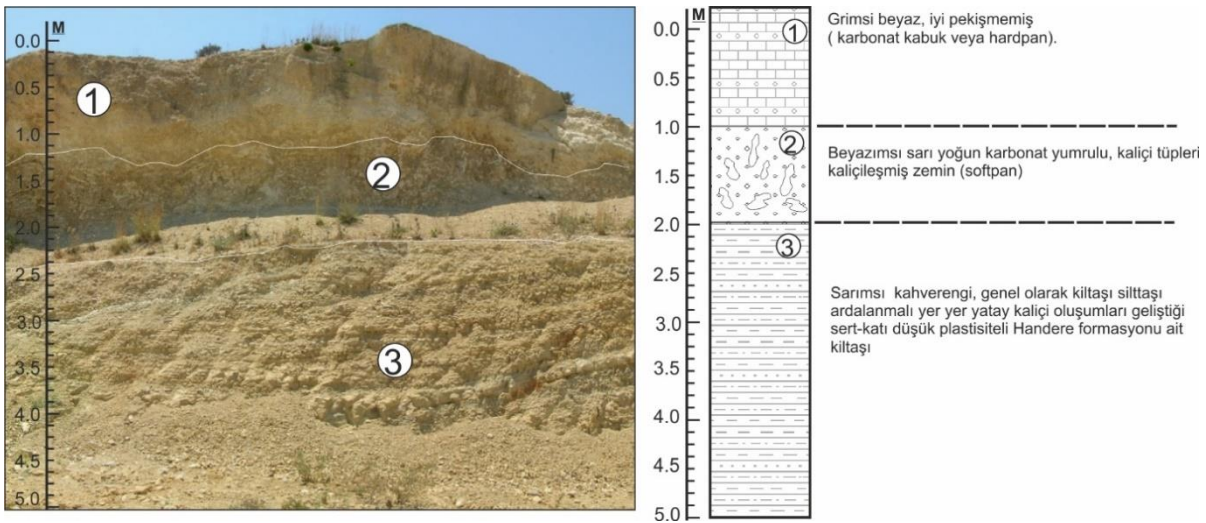 M
0.0
0.5
1.0
1.5
2.0
2.5
3.0
3.5
4.0
4.5
5.0
1
2
3
M
0.0
0.5
1.0
1.5
2.0
2.5
3.0
3.5
4.0
4.5
5.0
1
2
3
Grimsi beyaz, iyi pekişmemiş
( karbonat kabuk veya hardpan).
Beyazımsı sarı yoğun karbonat yumrulu, kaliçi tüpleri
kaliçileşmiş zemin (softpan)
Sarımsı kahverengi, genel olarak kiltaşı silttaşı
ardalanmalı yer yer yatay kaliçi oluşumları geliştiği
sert-katı düşük plastisiteli Handere formasyonu ait
kiltaşı